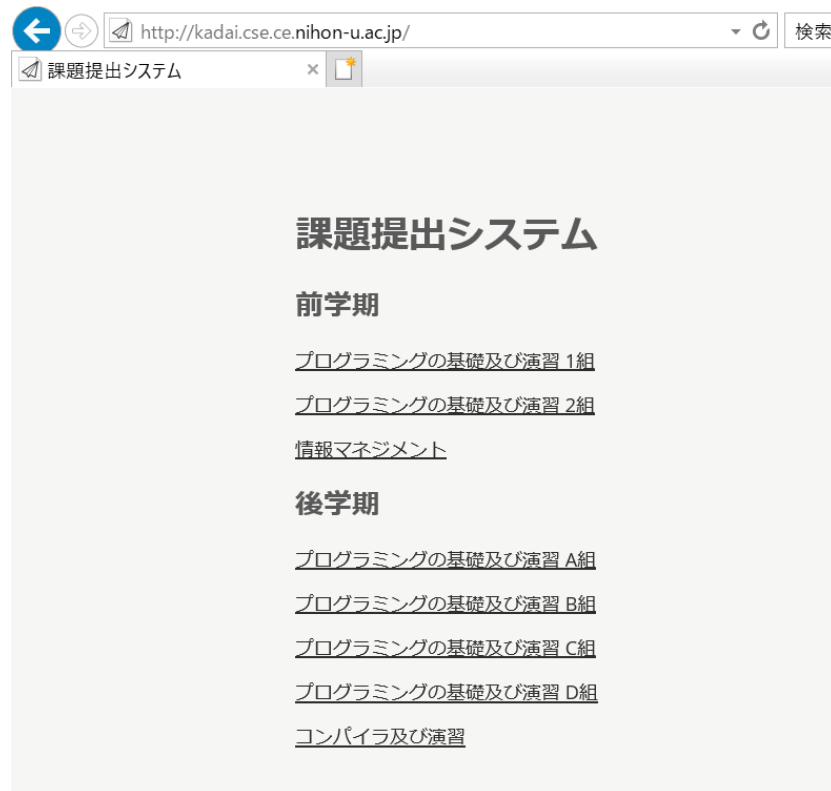 http://kadai.cse.ce.nihon-u.ac.jp/
検索
課題提出システム
課題提出システム
前学期
プログラミングの基礎及び演習 1組
プログラミングの基礎及び演習 2組
情報マネジメント
後学期
プログラミングの基礎及び演習 A組
プログラミングの基礎及び演習 B組
プログラミングの基礎及び演習 C組
プログラミングの基礎及び演習 D組
コンパイラ及び演習